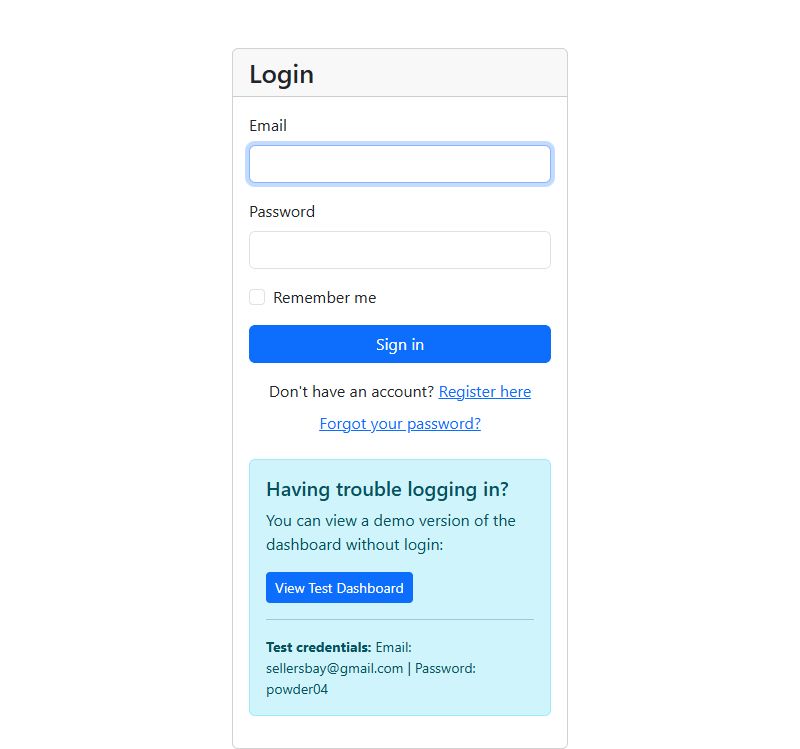 Login
Email
Password
Remember me
Sign in
Don't have an account? Register here
Forgot your password?
Having trouble logging in?
You can view a demo version of the
dashboard without login:
View Test Dashboard
Test credentials: Email:
sellersbay@gmail.com | Password:
powder04